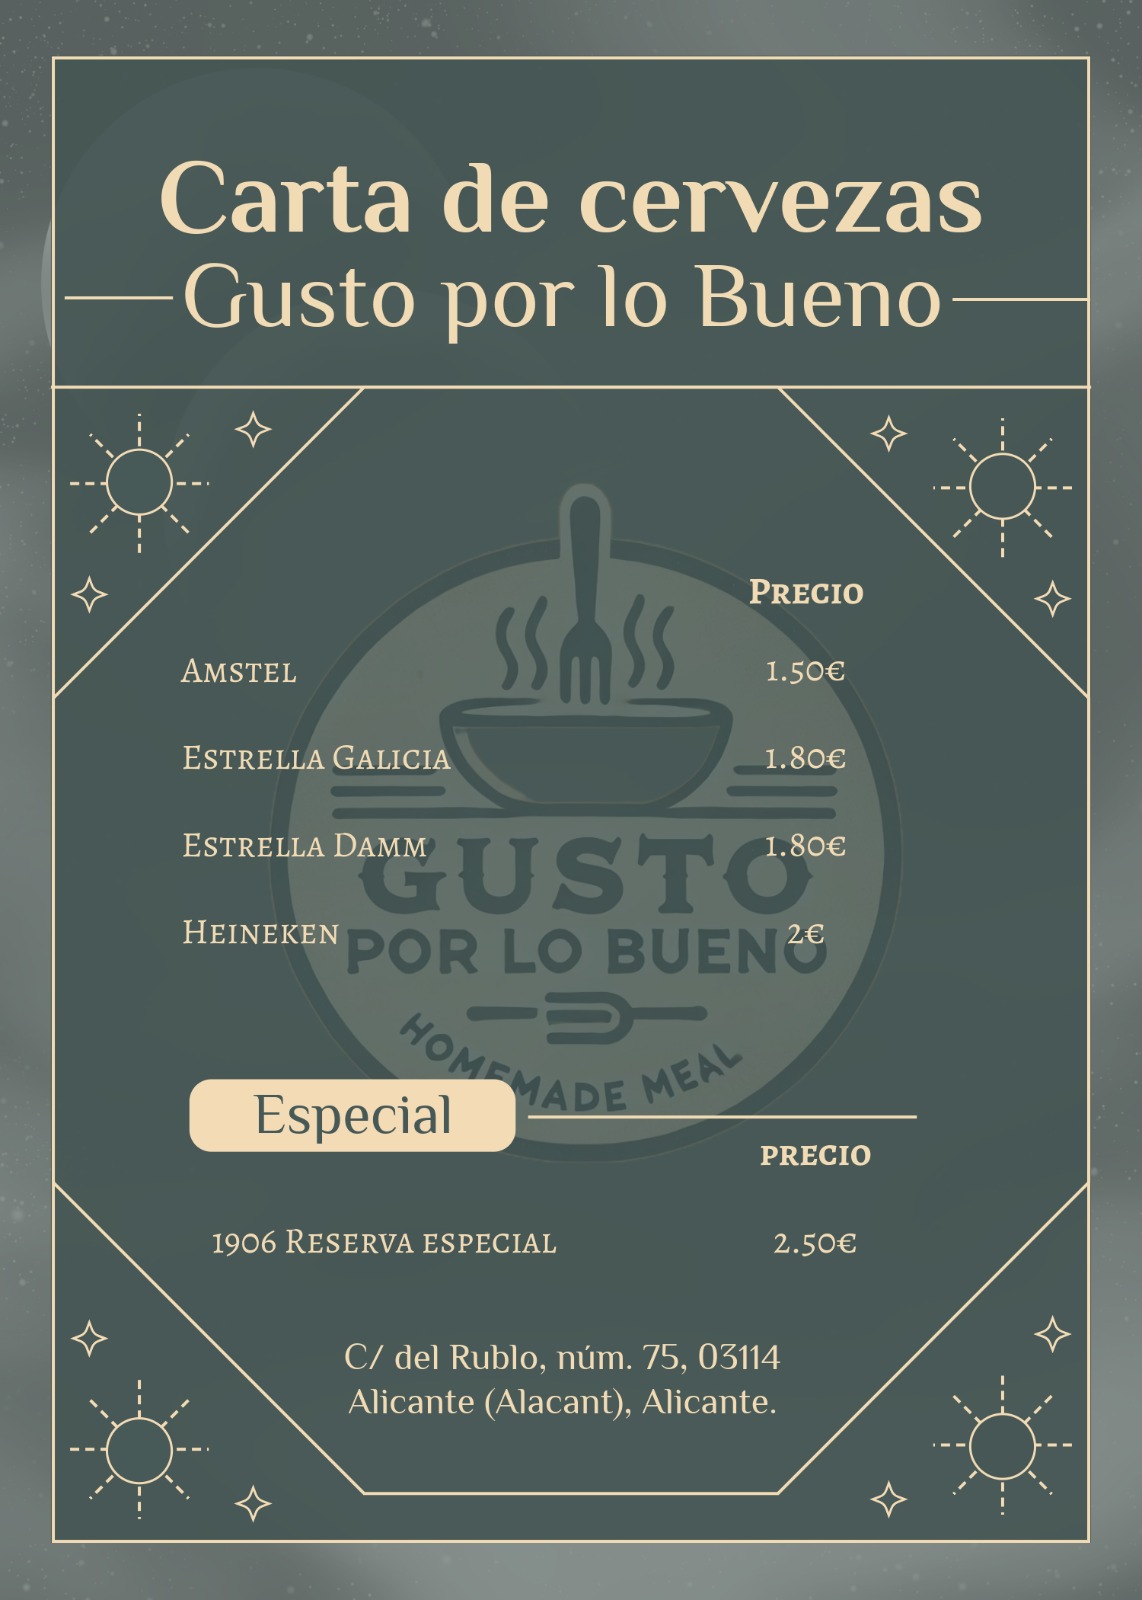 Carta de cervezas
Gusto por lo Bueno
Precio
Amstel 1.50€
Estrella Galicia 1.80€
Estrella Damm 1.80€
Heineken 2€
GUSTO
POR LO BUENO
HOMEMADE MEAL
Especial
precio
1906 Reserva especial 2.50€
C/ del Rublo, núm. 75, 03114
Alicante (Alacant), Alicante.